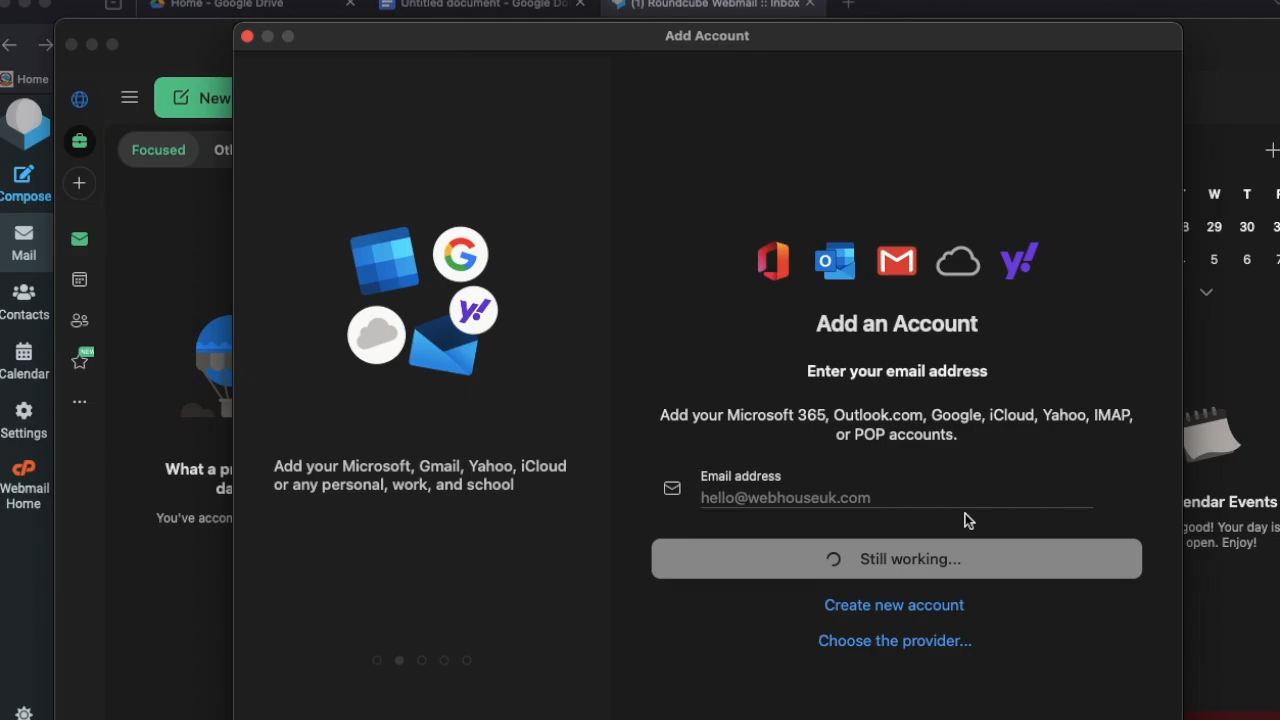 Home - Google Drive
Untitled document - Google Do
(1) Roundcube Webmail :: Inbox
Add Account
Home
New
Compose
Focused
Mail
Contacts
Calendar
Settings
Webmail
Home
NEW
What a
You've
Add your Microsoft, Gmail, Yahoo, iCloud
or any personal, work, and school
Add an Account
Enter your email address
Add your Microsoft 365, Outlook.com, Google, iCloud, Yahoo, IMAP,
or POP accounts.
Email address
hello@webhouseuk.com
Still working...
Create new account
Choose the provider...
W T
29 30
5 6
Events
good! Your day is
open. Enjoy!